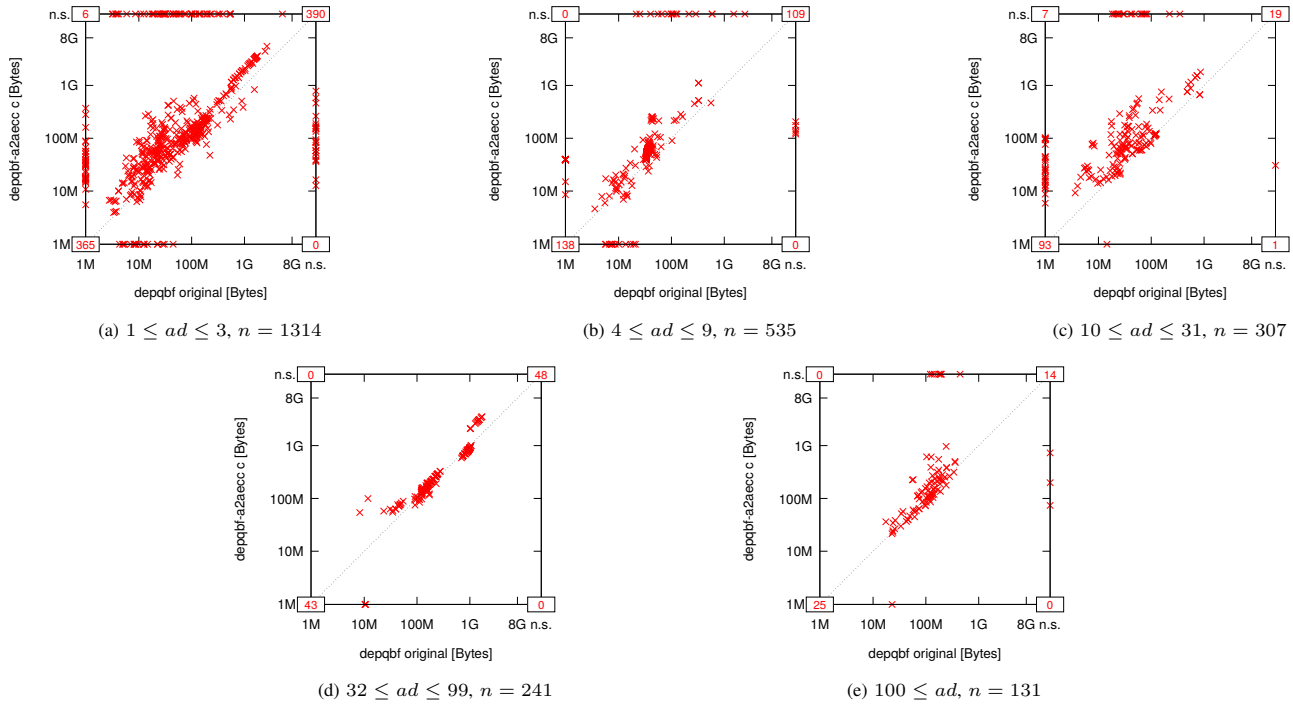 n.s. 6 390
8G
1G
100M
10M
1M 365 0
1M 10M 100M 1G 8G n.s.
depqbf-a2aecc c [Bytes]
depqbf original [Bytes]
(a) 1 ≤ ad ≤ 3, n = 1314
n.s. 0 109
8G
1G
100M
10M
1M 138 0
1M 10M 100M 1G 8G n.s.
depqbf-a2aecc c [Bytes]
depqbf original [Bytes]
(b) 4 ≤ ad ≤ 9, n = 535
n.s. 7 19
8G
1G
100M
10M
1M 93 1
1M 10M 100M 1G 8G n.s.
depqbf-a2aecc c [Bytes]
depqbf original [Bytes]
(c) 10 ≤ ad ≤ 31, n = 307
n.s. 0 48
8G
1G
100M
10M
1M 43 0
1M 10M 100M 1G 8G n.s.
depqbf-a2aecc c [Bytes]
depqbf original [Bytes]
(d) 32 ≤ ad ≤ 99, n = 241
n.s. 0 14
8G
1G
100M
10M
1M 25 0
1M 10M 100M 1G 8G n.s.
depqbf-a2aecc c [Bytes]
depqbf original [Bytes]
(e) 100 ≤ ad, n = 131